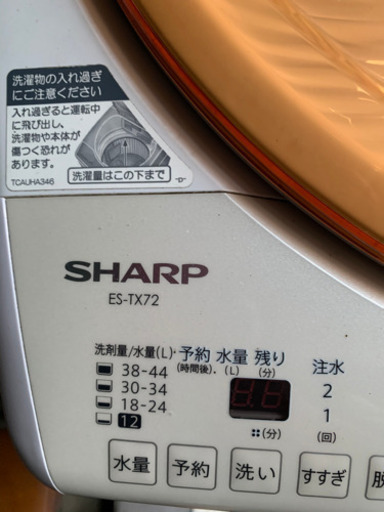 洗濯物の入れ過ぎ
にご注意ください
入れ過ぎると運転中
に飛び出し、
洗濯物や本体が
傷つく恐れが
あります。
洗濯量はこの下まで
TCAUHA346
-D-
SHARP
ES-TX72
洗剤量/水量(L) 予約 水量 残り
(時間後).(L) (分)
注水
38-44
30-34
18-24
12
2
1
(回)
(分)
水量
予約
洗い
すすぎ
脱